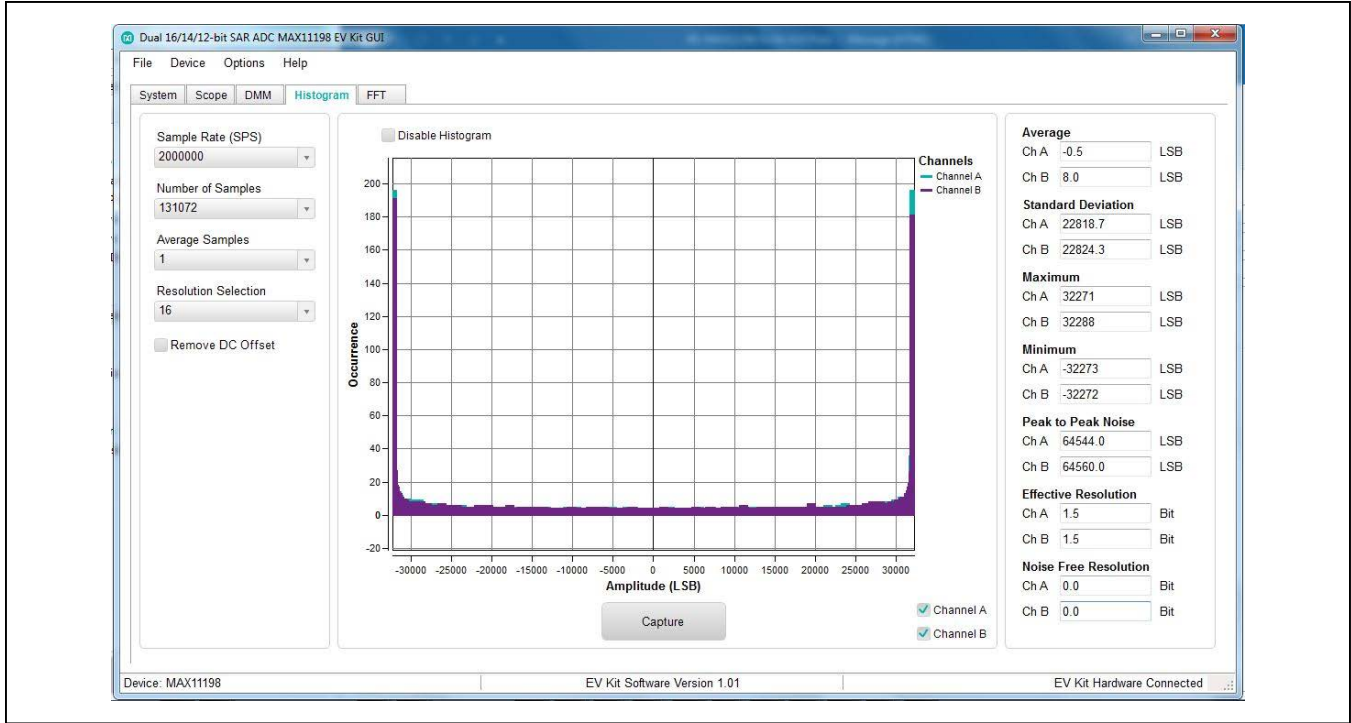 Dual 16/14/12-bit SAR ADC MAX11198 EV Kit GUI
File Device Options Help
System Scope DMM Histogram FFT
Sample Rate (SPS)
2000000
Number of Samples
131072
Average Samples
1
Resolution Selection
16
Remove DC Offset
Disable Histogram
Channels
Channel A
Channel B
Occurrence
200
180
160
140
120
100
80
60
40
20
0
-20
-30000 -25000 -20000 -15000 -10000 -5000 0 5000 10000 15000 20000 25000 30000
Amplitude (LSB)
Capture
Channel A
Channel B
Average
Ch A -0.5 LSB
Ch B 8.0 LSB
Standard Deviation
Ch A 22818.7 LSB
Ch B 22824.3 LSB
Maximum
Ch A 32271 LSB
Ch B 32288 LSB
Minimum
Ch A -32273 LSB
Ch B -32272 LSB
Peak to Peak Noise
Ch A 64544.0 LSB
Ch B 64560.0 LSB
Effective Resolution
Ch A 1.5 Bit
Ch B 1.5 Bit
Noise Free Resolution
Ch A 0.0 Bit
Ch B 0.0 Bit
Device: MAX11198
EV Kit Software Version 1.01
EV Kit Hardware Connected